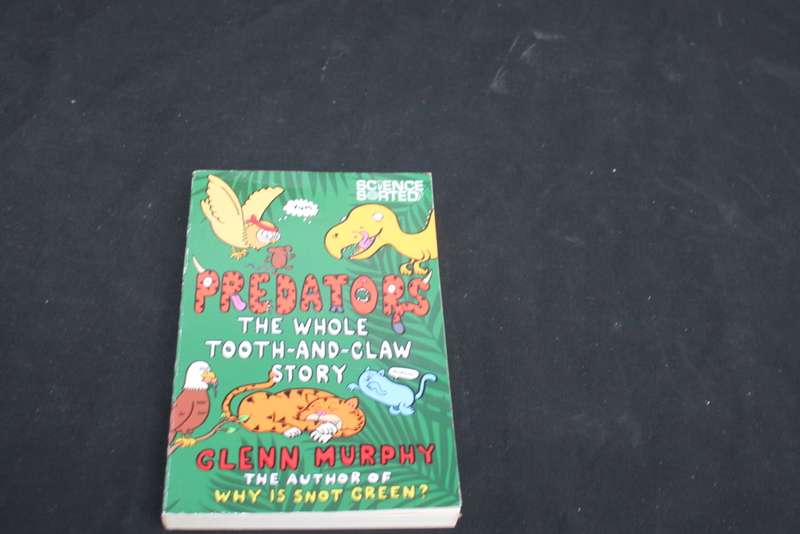 SCIENCE
SORTED
PREDATORS
THE WHOLE
TOOTH-AND-CLAW
STORY
GLENN MURPHY
THE AUTHOR OF
WHY IS SNOT GREEN?